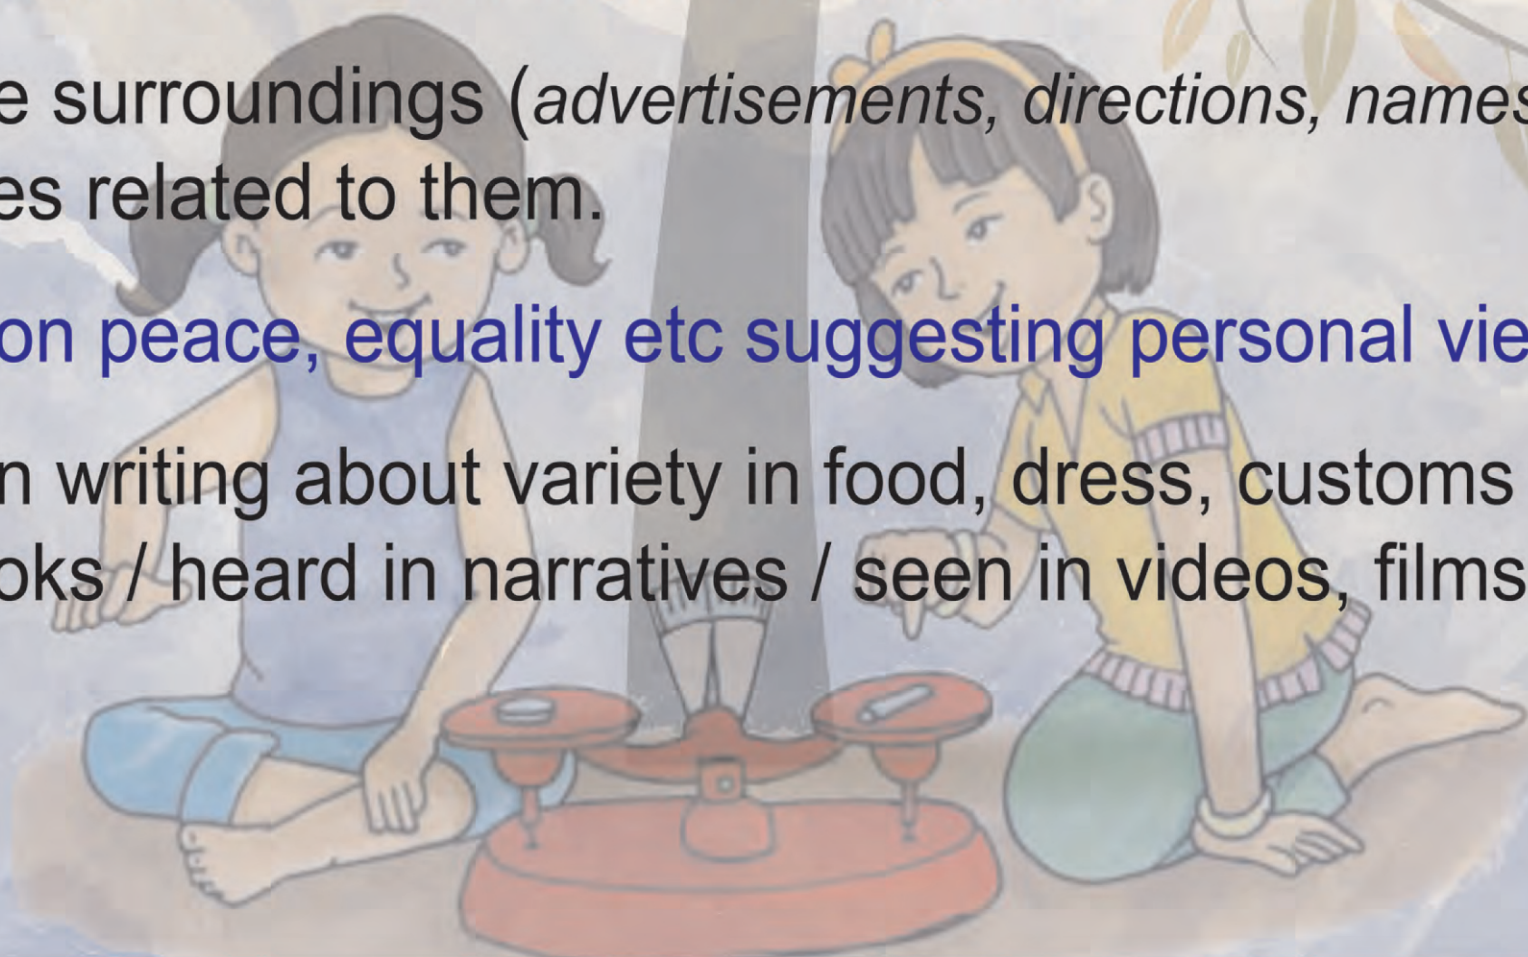 e surroundings (advertisements, directions, names
es related to them.
on peace, equality etc suggesting personal vie
n writing about variety in food, dress, customs
oks / heard in narratives / seen in videos, films